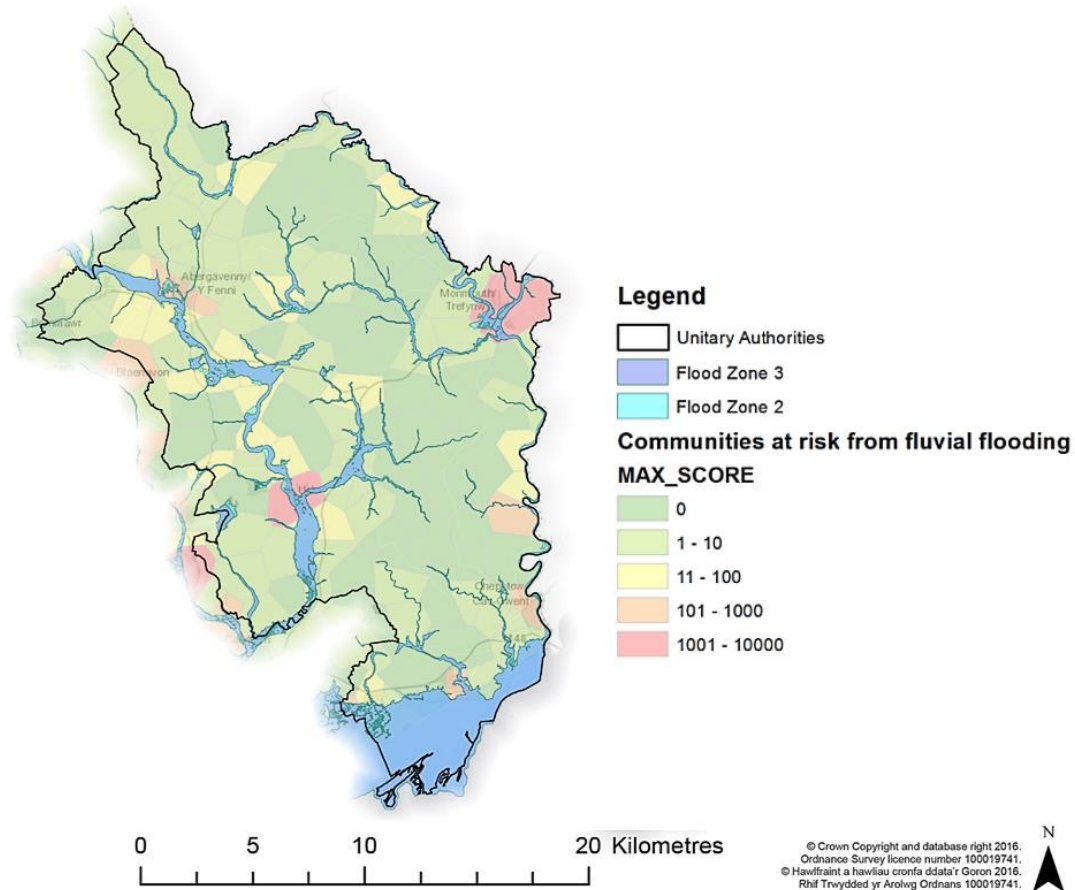 Abergavenny/
Y Fenni
Monmouth/
Trefynwy
Blaenavon
Chepstow/
Cas-Gwent
Legend
Unitary Authorities
Flood Zone 3
Flood Zone 2
Communities at risk from fluvial flooding
MAX_SCORE
0
1 - 10
11 - 100
101 - 1000
1001 - 10000
0 5 10 20 Kilometres
N
© Crown Copyright and database right 2016.
Ordnance Survey licence number 100019741.
© Hawlfraint a hawliau cronfa ddata'r Goron 2016.
Rhif Trwydded yr Arolwg Ordnans 100019741.